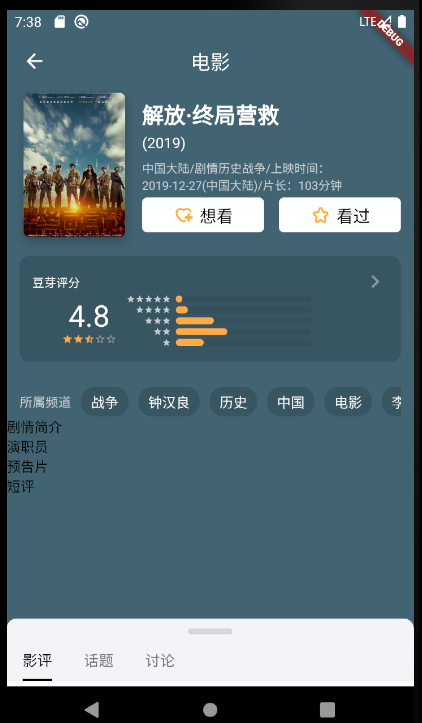 7:38
LTE
DEBUG
电影
解放·终局营救
(2019)
中国大陆/剧情历史战争/上映时间：
2019-12-27(中国大陆)/片长：103分钟
想看
看过
豆芽评分
4.8
所属频道
战争
钟汉良
历史
中国
电影
李
剧情简介
演职员
预告片
短评
影评
话题
讨论